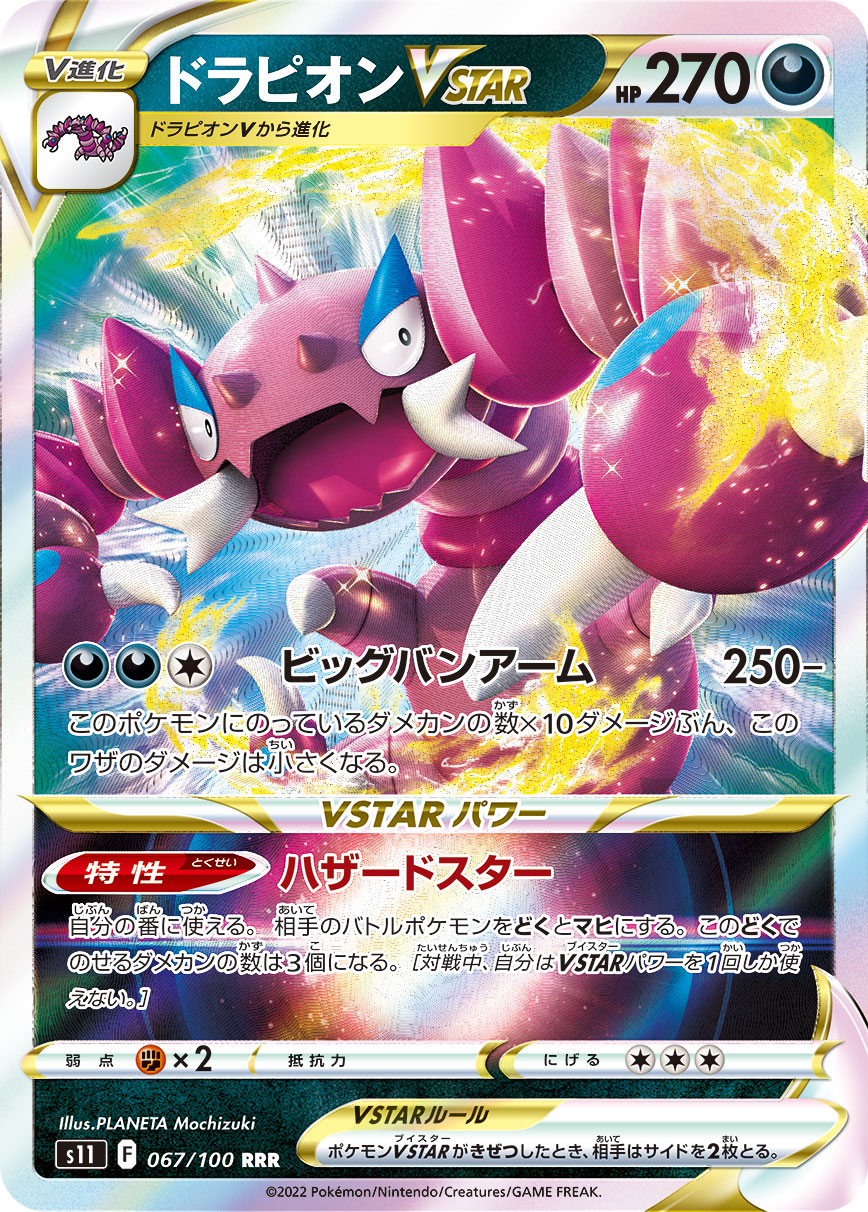 V進化
ドラピオンVSTAR
HP 270
ドラピオンVから進化
ビッグバンアーム 250−
このポケモンにのっているダメカンの数×10ダメージぶん、この
ワザのダメージは小さくなる。
VSTARパワー
特性 ハザードスター
自分の番に使える。相手のバトルポケモンをどくとマヒにする。このどくで
のせるダメカンの数は3個になる。[対戦中、自分はVSTARパワーを1回しか使
えない。]
弱点 ×2 抵抗力 にげる
Illus.PLANETA Mochizuki
VSTARルール
ポケモンVSTARがきぜつしたとき、相手はサイドを2枚とる。
s11 F 067/100 RRR
©2022 Pokémon/Nintendo/Creatures/GAME FREAK.